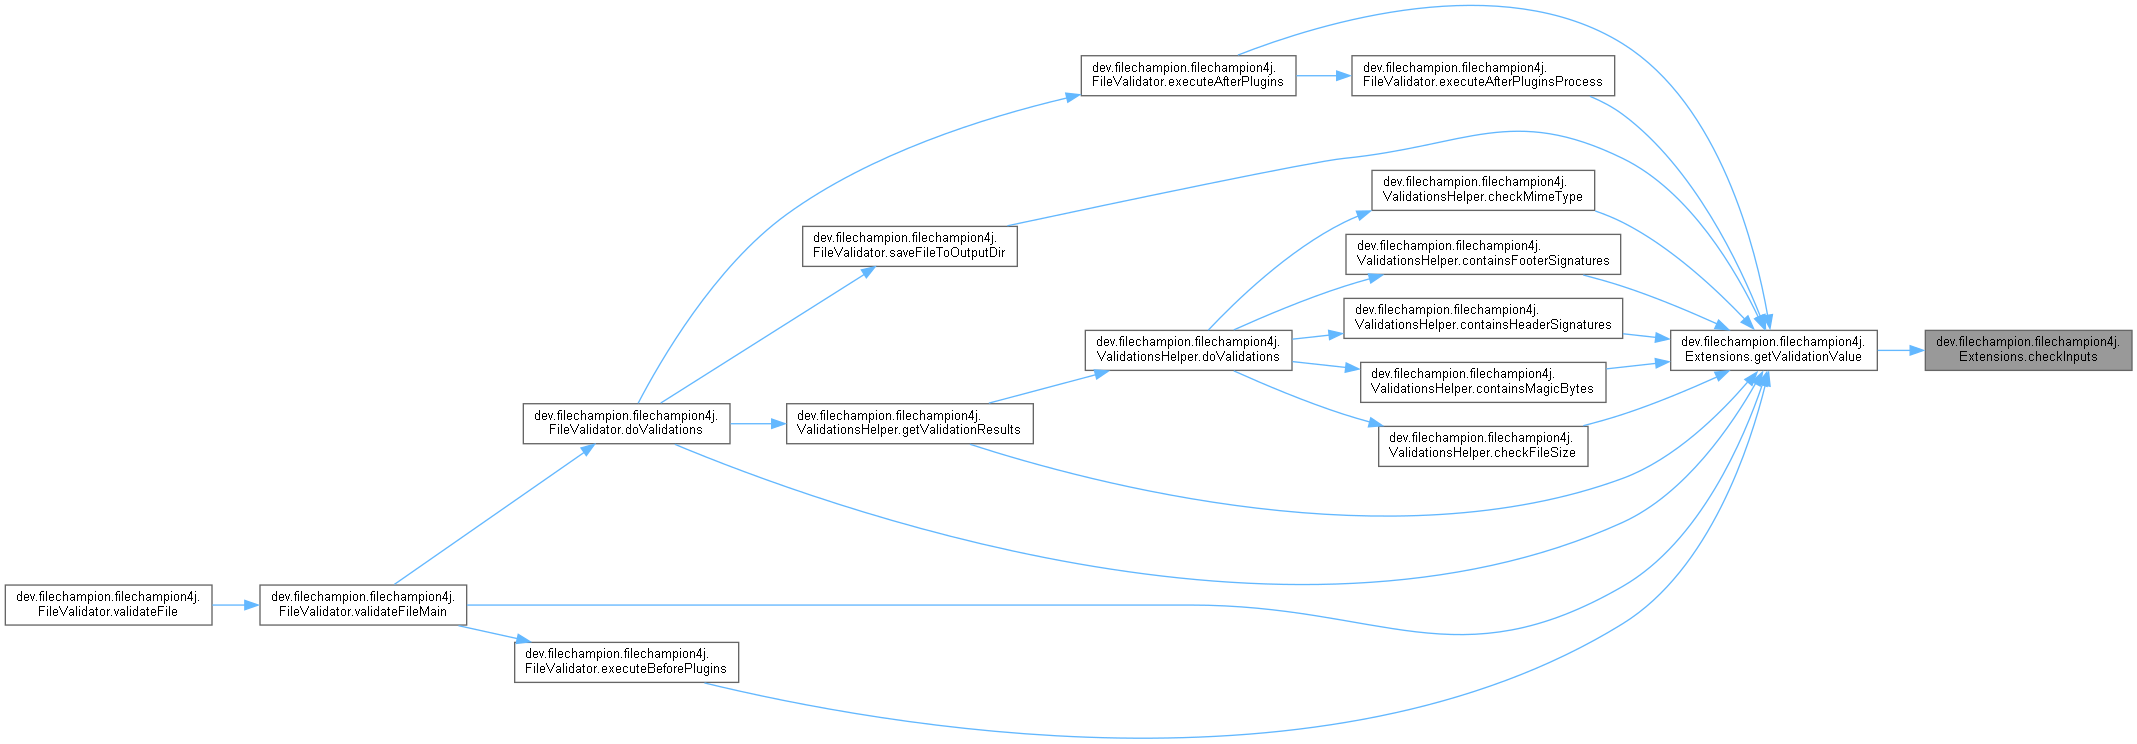 dev.filechampion.filechampion4j.
FileValidator.executeAfterPlugins
dev.filechampion.filechampion4j.
FileValidator.executeAfterPluginsProcess
dev.filechampion.filechampion4j.
ValidationsHelper.checkMimeType
dev.filechampion.filechampion4j.
FileValidator.saveFileToOutputDir
dev.filechampion.filechampion4j.
ValidationsHelper.containsFooterSignatures
dev.filechampion.filechampion4j.
ValidationsHelper.containsHeaderSignatures
dev.filechampion.filechampion4j.
ValidationsHelper.doValidations
dev.filechampion.filechampion4j.
Extensions.getValidationValue
dev.filechampion.filechampion4j.
Extensions.checkInputs
dev.filechampion.filechampion4j.
ValidationsHelper.containsMagicBytes
dev.filechampion.filechampion4j.
FileValidator.doValidations
dev.filechampion.filechampion4j.
ValidationsHelper.getValidationResults
dev.filechampion.filechampion4j.
ValidationsHelper.checkFileSize
dev.filechampion.filechampion4j.
FileValidator.validateFile
dev.filechampion.filechampion4j.
FileValidator.validateFileMain
dev.filechampion.filechampion4j.
FileValidator.executeBeforePlugins